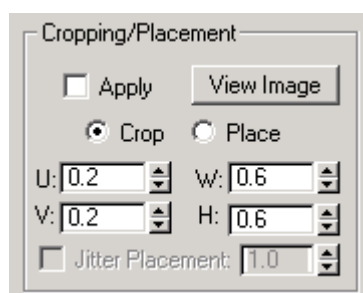 Cropping/Placement
Apply View Image
Crop Place
U: 0.2 W: 0.6
V: 0.2 H: 0.6
Jitter Placement: 1.0